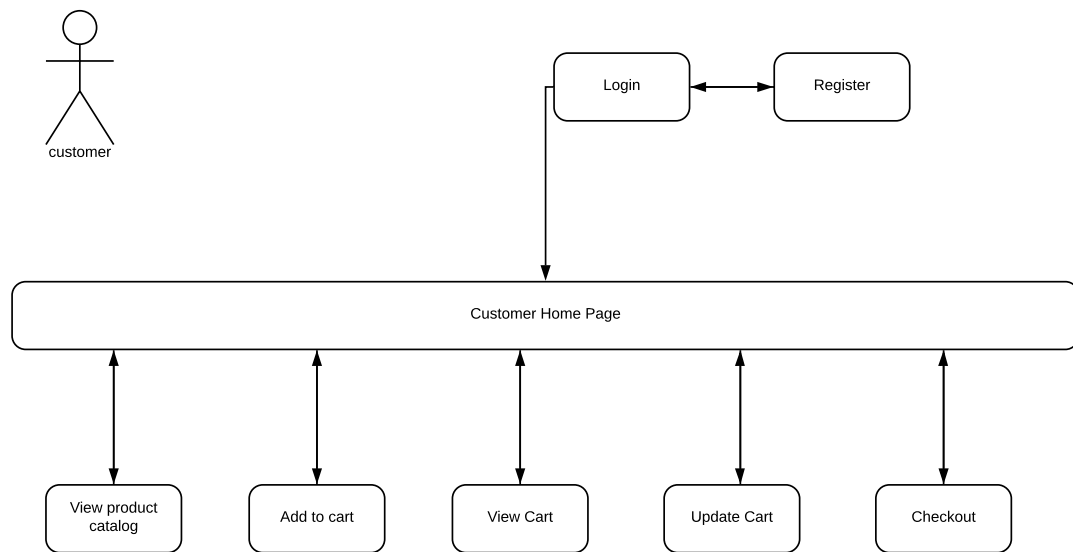 Login
Register
customer
Customer Home Page
View product
catalog
Add to cart
View Cart
Update Cart
Checkout